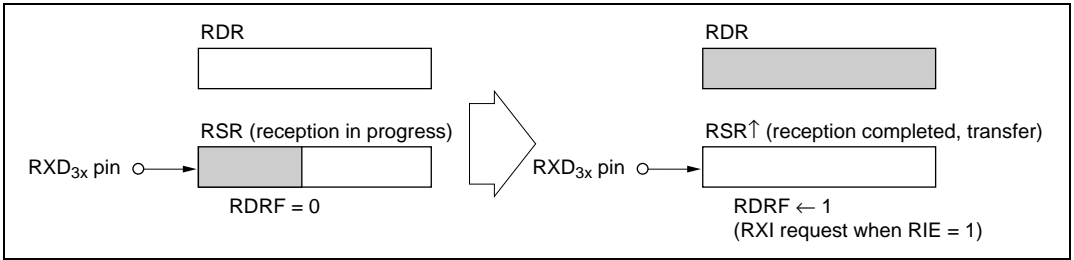 RDR
RSR (reception in progress)
RXD3x pin
RDRF = 0
RDR
RSR↑ (reception completed, transfer)
RXD3x pin
RDRF ← 1
(RXI request when RIE = 1)